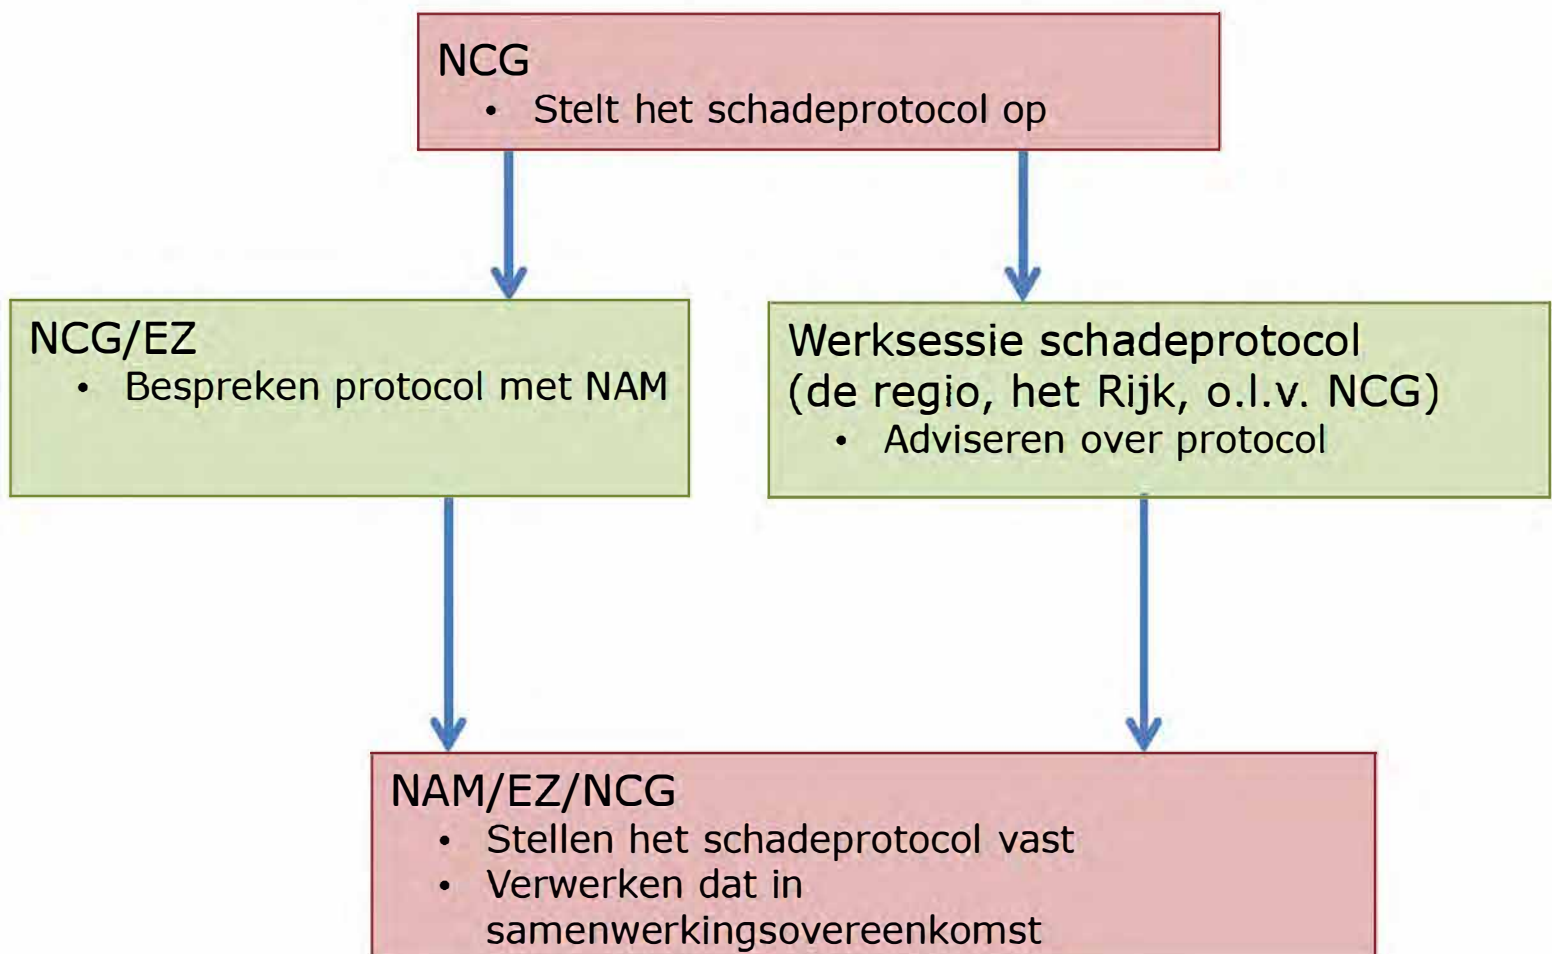 NCG
• Stelt het schadeprotocol op
NCG/EZ
• Bespreken protocol met NAM
Werksessie schadeprotocol
(de regio, het Rijk, o.l.v. NCG)
• Adviseren over protocol
NAM/EZ/NCG
• Stellen het schadeprotocol vast
• Verwerken dat in
samenwerkingsovereenkomst